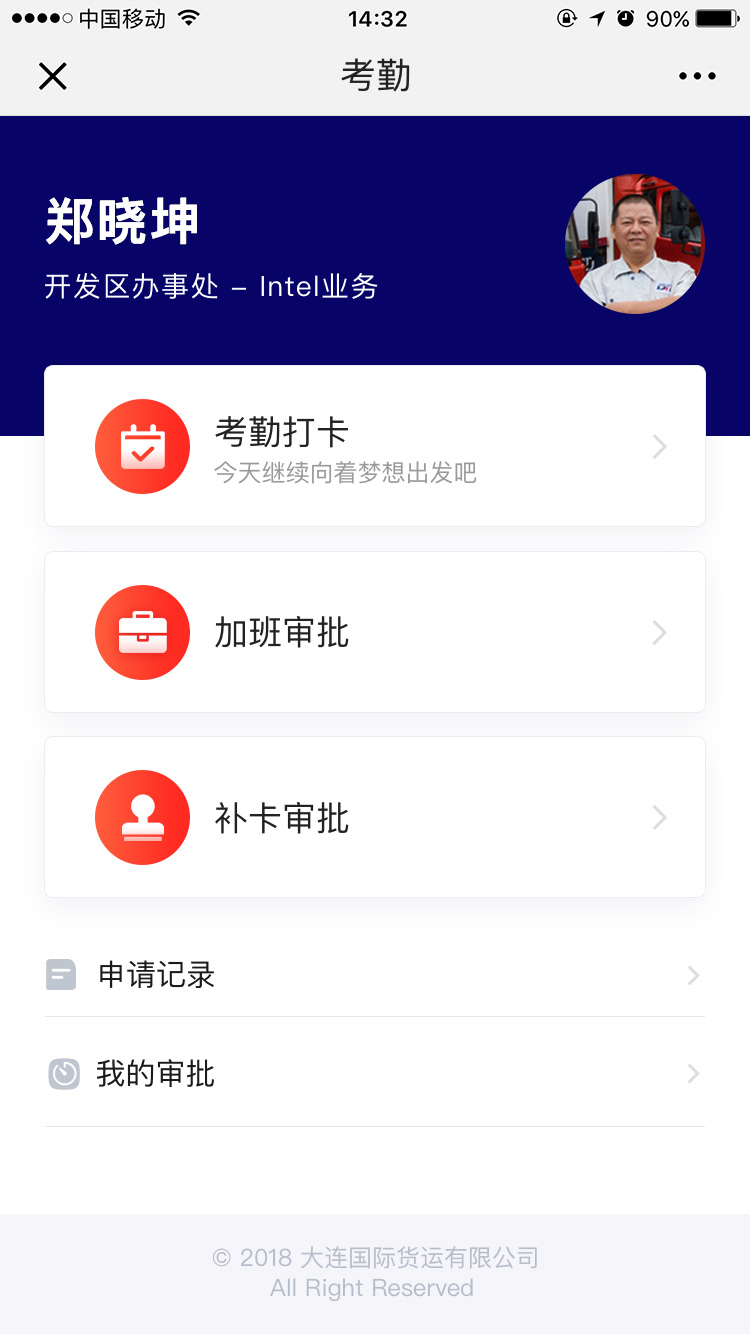 中国移动 14:32 90%
考勤
郑晓坤
开发区办事处 – Intel业务
考勤打卡
今天继续向着梦想出发吧
加班审批
补卡审批
申请记录
我的审批
© 2018 大连国际货运有限公司
All Right Reserved